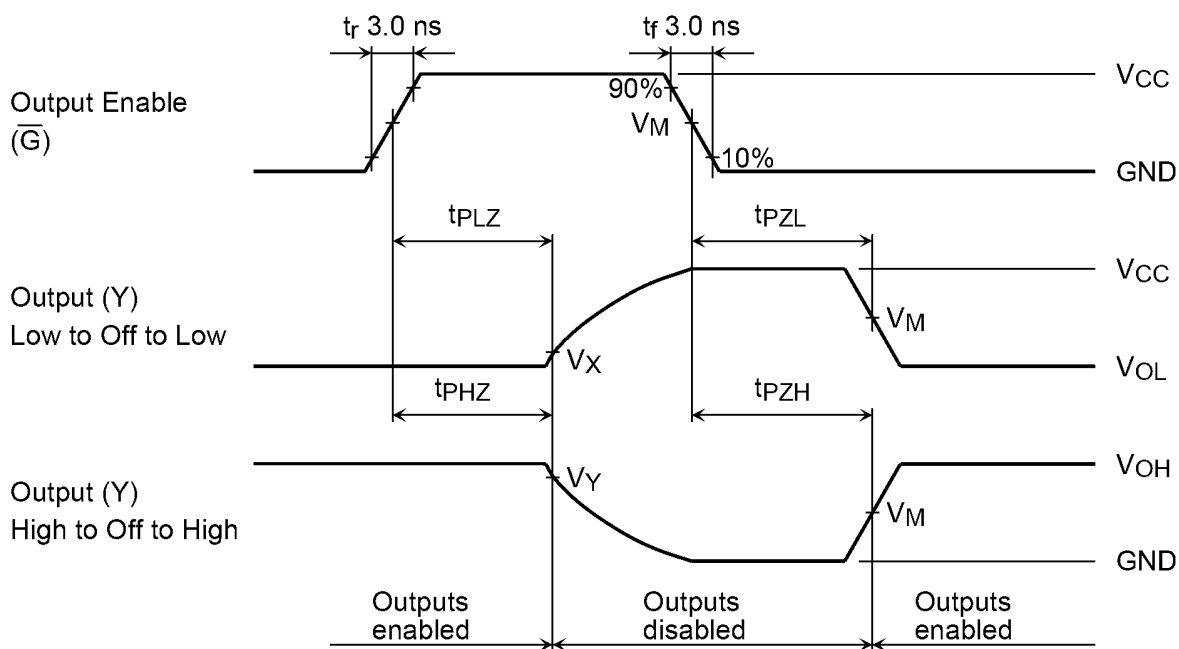 tr 3.0 ns
tf 3.0 ns
Output Enable
(G̅)
90%
VM
10%
VCC
GND
tPLZ
tPZL
Output (Y)
Low to Off to Low
VX
VM
VCC
VOL
tPHZ
tPZH
Output (Y)
High to Off to High
VY
VM
VOH
GND
Outputs
enabled
Outputs
disabled
Outputs
enabled